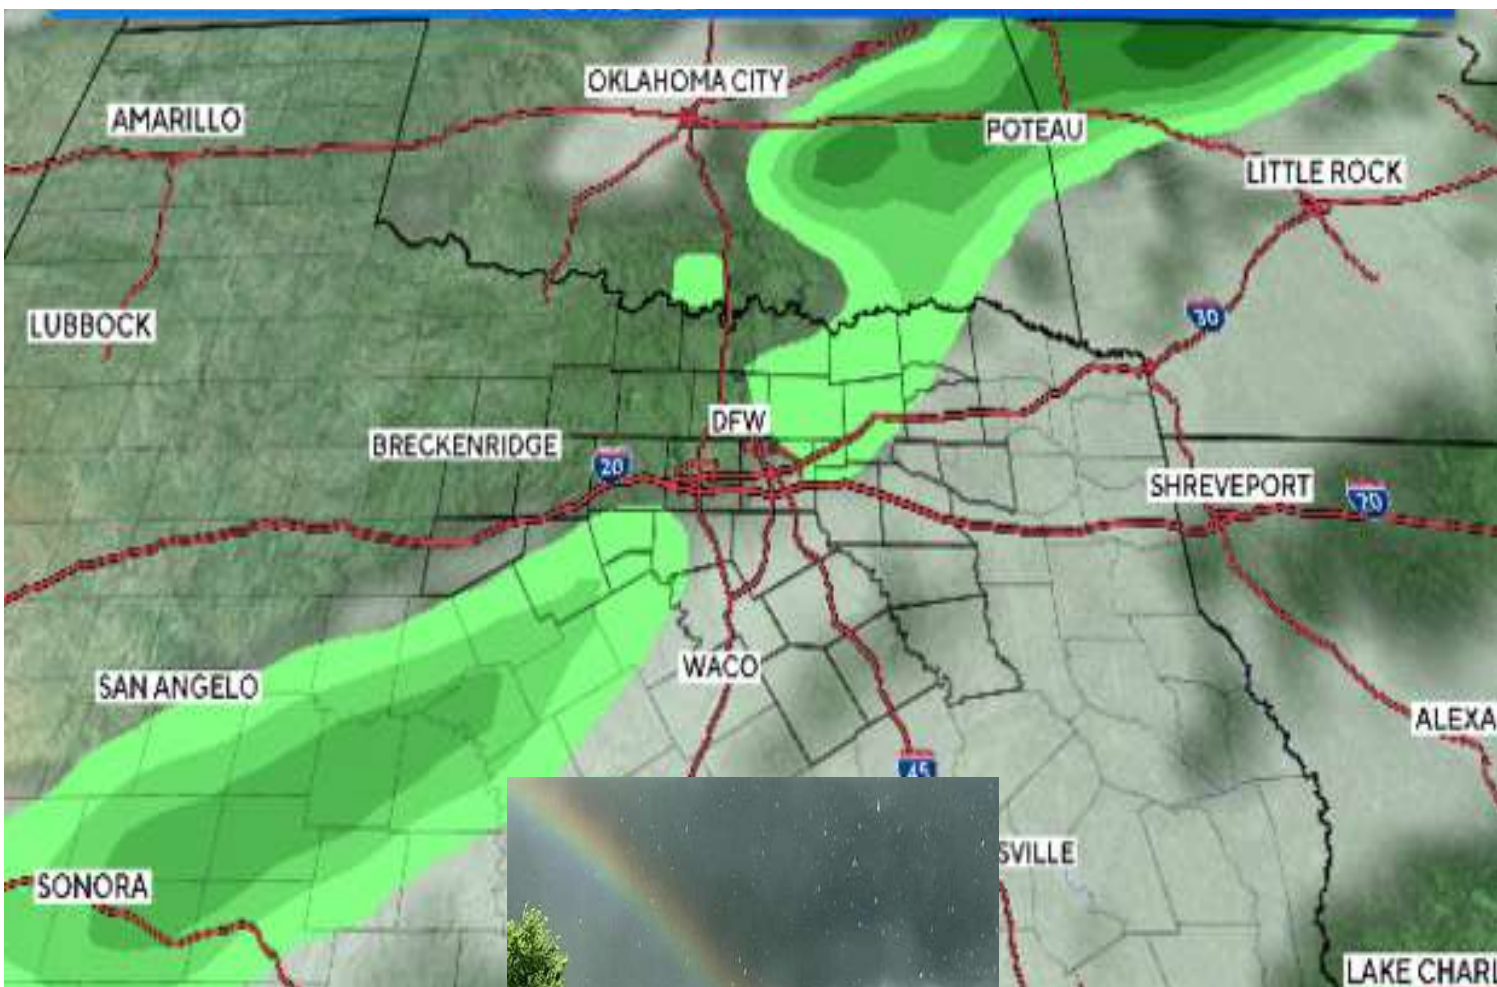 OKLAHOMA CITY
AMARILLO
POTEAU
LITTLE ROCK
30
LUBBOCK
DFW
BRECKENRIDGE
20
SHREVEPORT
20
WACO
SAN ANGELO
ALEXA
45
SVILLE
SONORA
LAKE CHARL